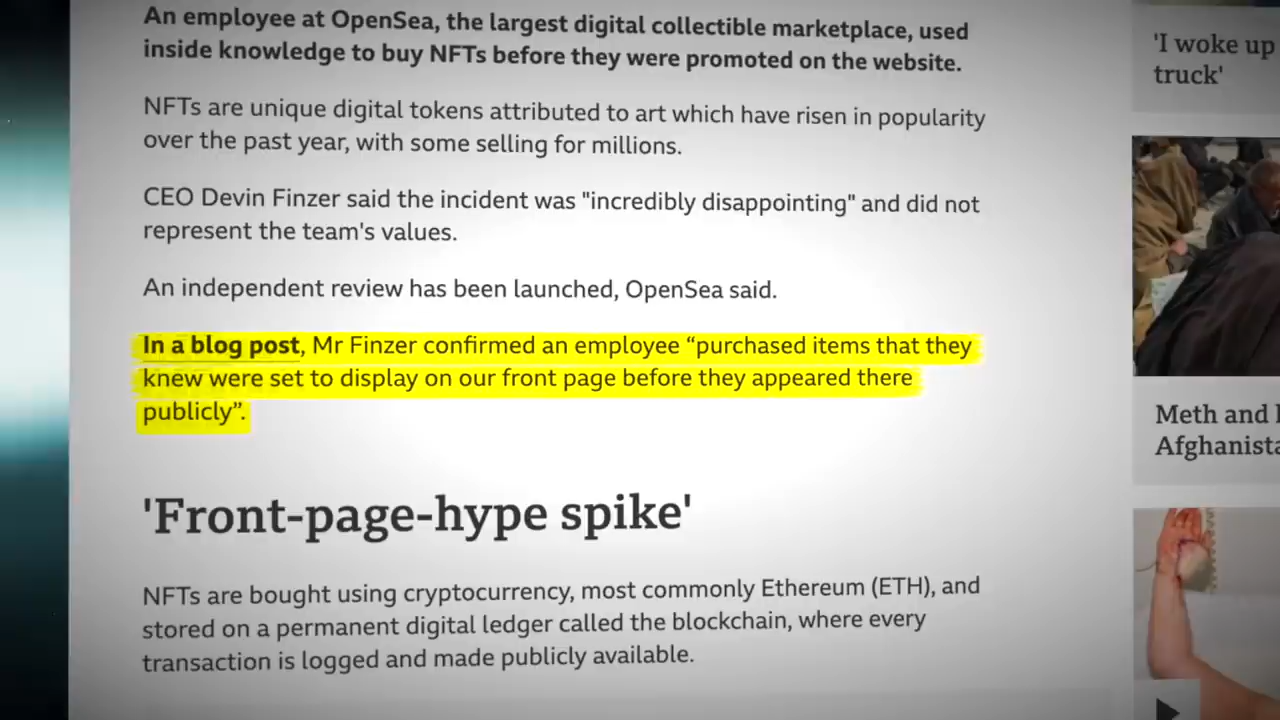 An employee at OpenSea, the largest digital collectible marketplace, used
inside knowledge to buy NFTs before they were promoted on the website.
NFTs are unique digital tokens attributed to art which have risen in popularity
over the past year, with some selling for millions.
CEO Devin Finzer said the incident was "incredibly disappointing" and did not
represent the team's values.
An independent review has been launched, OpenSea said.
In a blog post, Mr Finzer confirmed an employee “purchased items that they
knew were set to display on our front page before they appeared there
publicly”.
'Front-page-hype spike'
NFTs are bought using cryptocurrency, most commonly Ethereum (ETH), and
stored on a permanent digital ledger called the blockchain, where every
transaction is logged and made publicly available.
'I woke up
truck'
Meth and
Afghanista